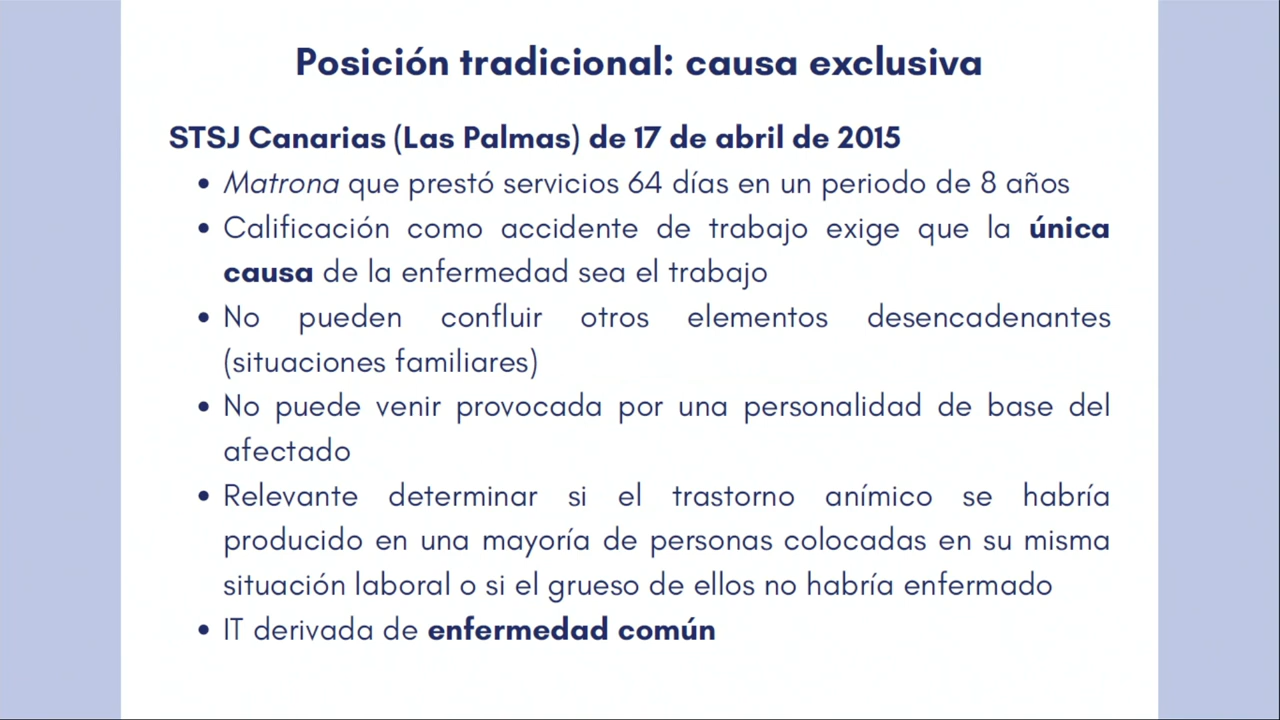 Posición tradicional: causa exclusiva
STSJ Canarias (Las Palmas) de 17 de abril de 2015
• Matrona que prestó servicios 64 días en un periodo de 8 años
• Calificación como accidente de trabajo exige que la única
causa de la enfermedad sea el trabajo
• No pueden confluir otros elementos desencadenantes
(situaciones familiares)
• No puede venir provocada por una personalidad de base del
afectado
• Relevante determinar si el trastorno anímico se habría
producido en una mayoría de personas colocadas en su misma
situación laboral o si el grueso de ellos no habría enfermado
• IT derivada de enfermedad común